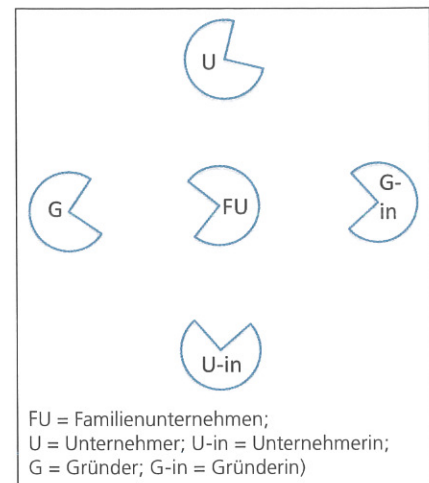 U
G
FU
G-
in
U-in
FU = Familienunternehmen;
U = Unternehmer; U-in = Unternehmerin;
G = Gründer; G-in = Gründerin)